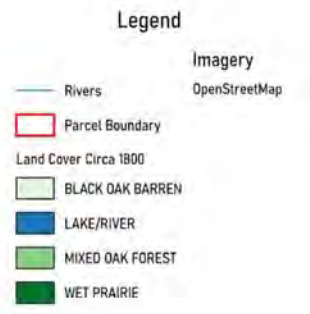 Legend
Imagery
Rivers
OpenStreetMap
Parcel Boundary
Land Cover Circa 1800
BLACK OAK BARREN
LAKE/RIVER
MIXED OAK FOREST
WET PRAIRIE